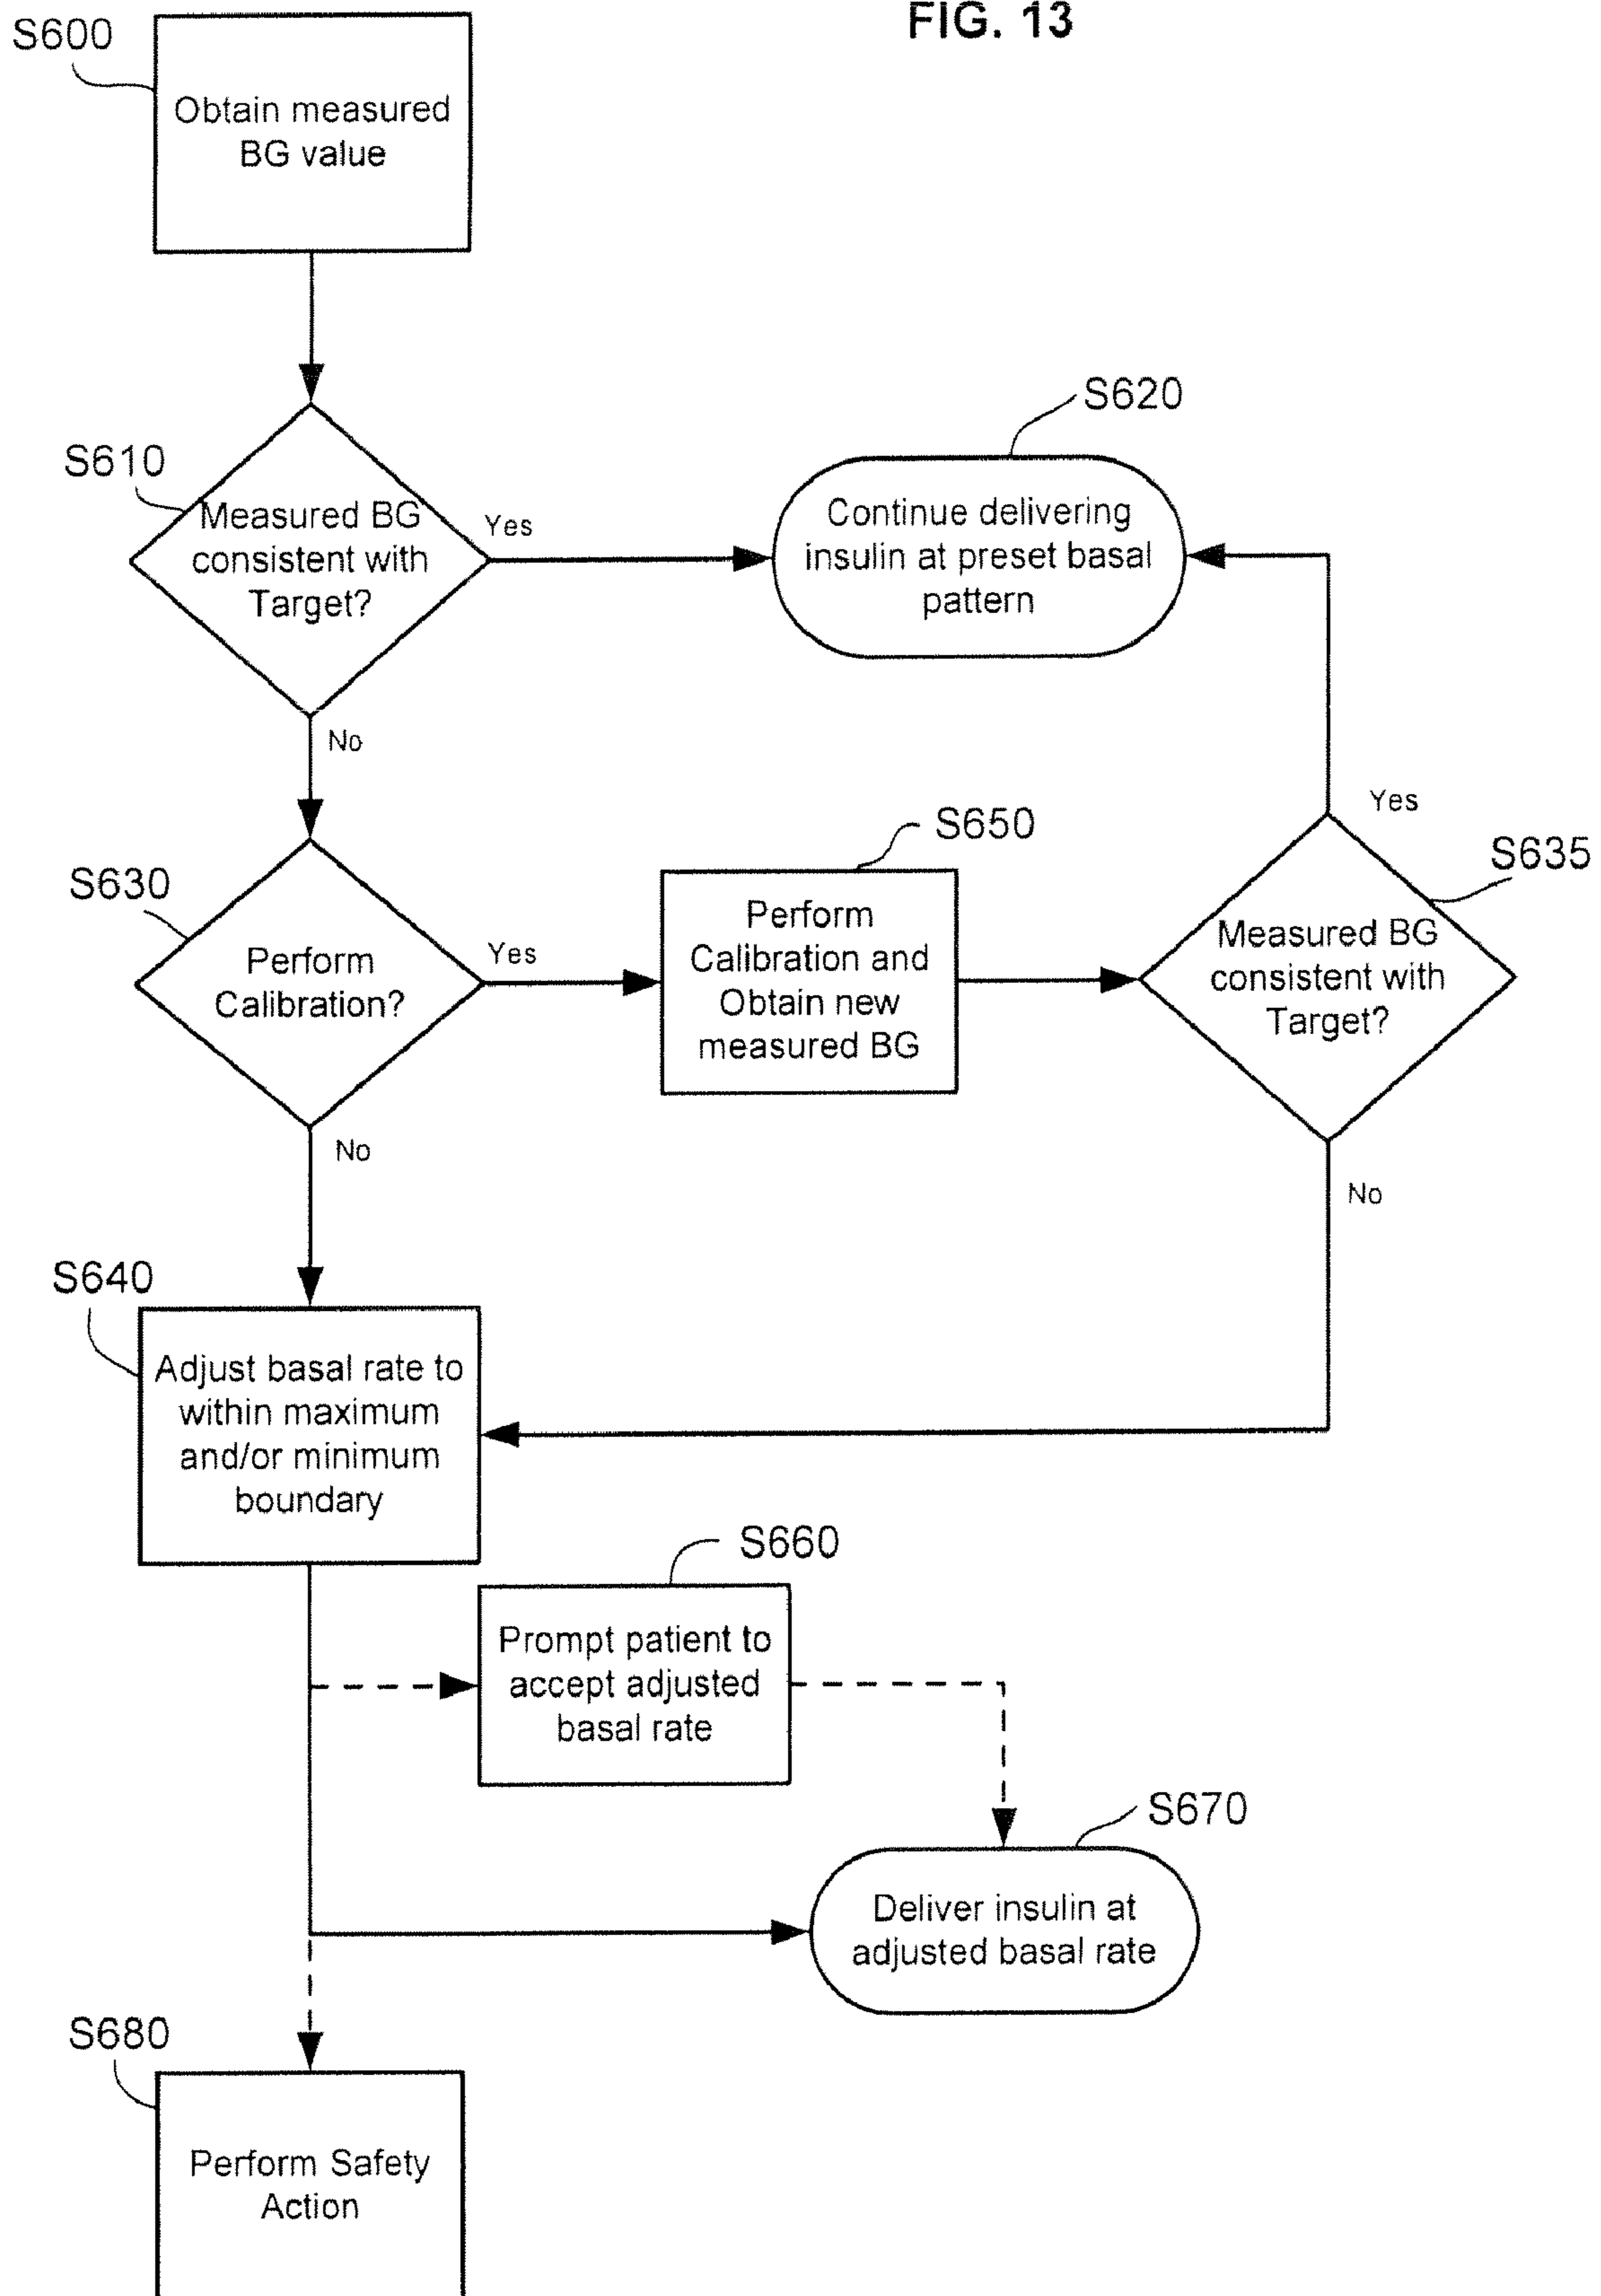 FIG. 13
S600
Obtain measured
BG value
S610
Measured BG
consistent with
Target?
Yes
No
S620
Continue delivering
insulin at preset basal
pattern
S630
Perform
Calibration?
Yes
No
S650
Perform
Calibration and
Obtain new
measured BG
S635
Measured BG
consistent with
Target?
Yes
No
S640
Adjust basal rate to
within maximum
and/or minimum
boundary
S660
Prompt patient to
accept adjusted
basal rate
S670
Deliver insulin at
adjusted basal rate
S680
Perform Safety
Action